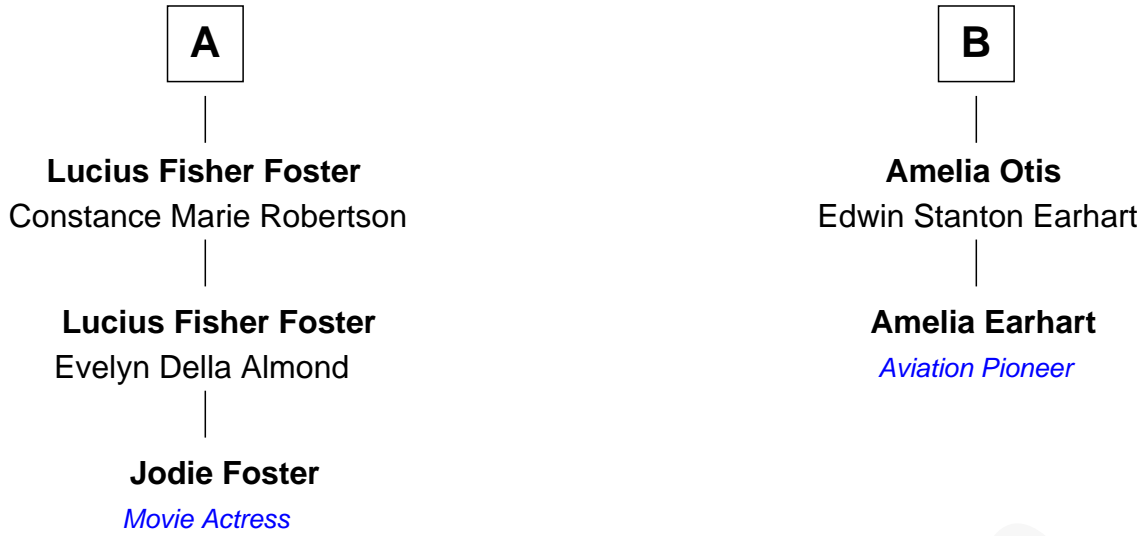 A
Lucius Fisher Foster
Constance Marie Robertson
Lucius Fisher Foster
Evelyn Della Almond
Jodie Foster
Movie Actress
B
Amelia Otis
Edwin Stanton Earhart
Amelia Earhart
Aviation Pioneer